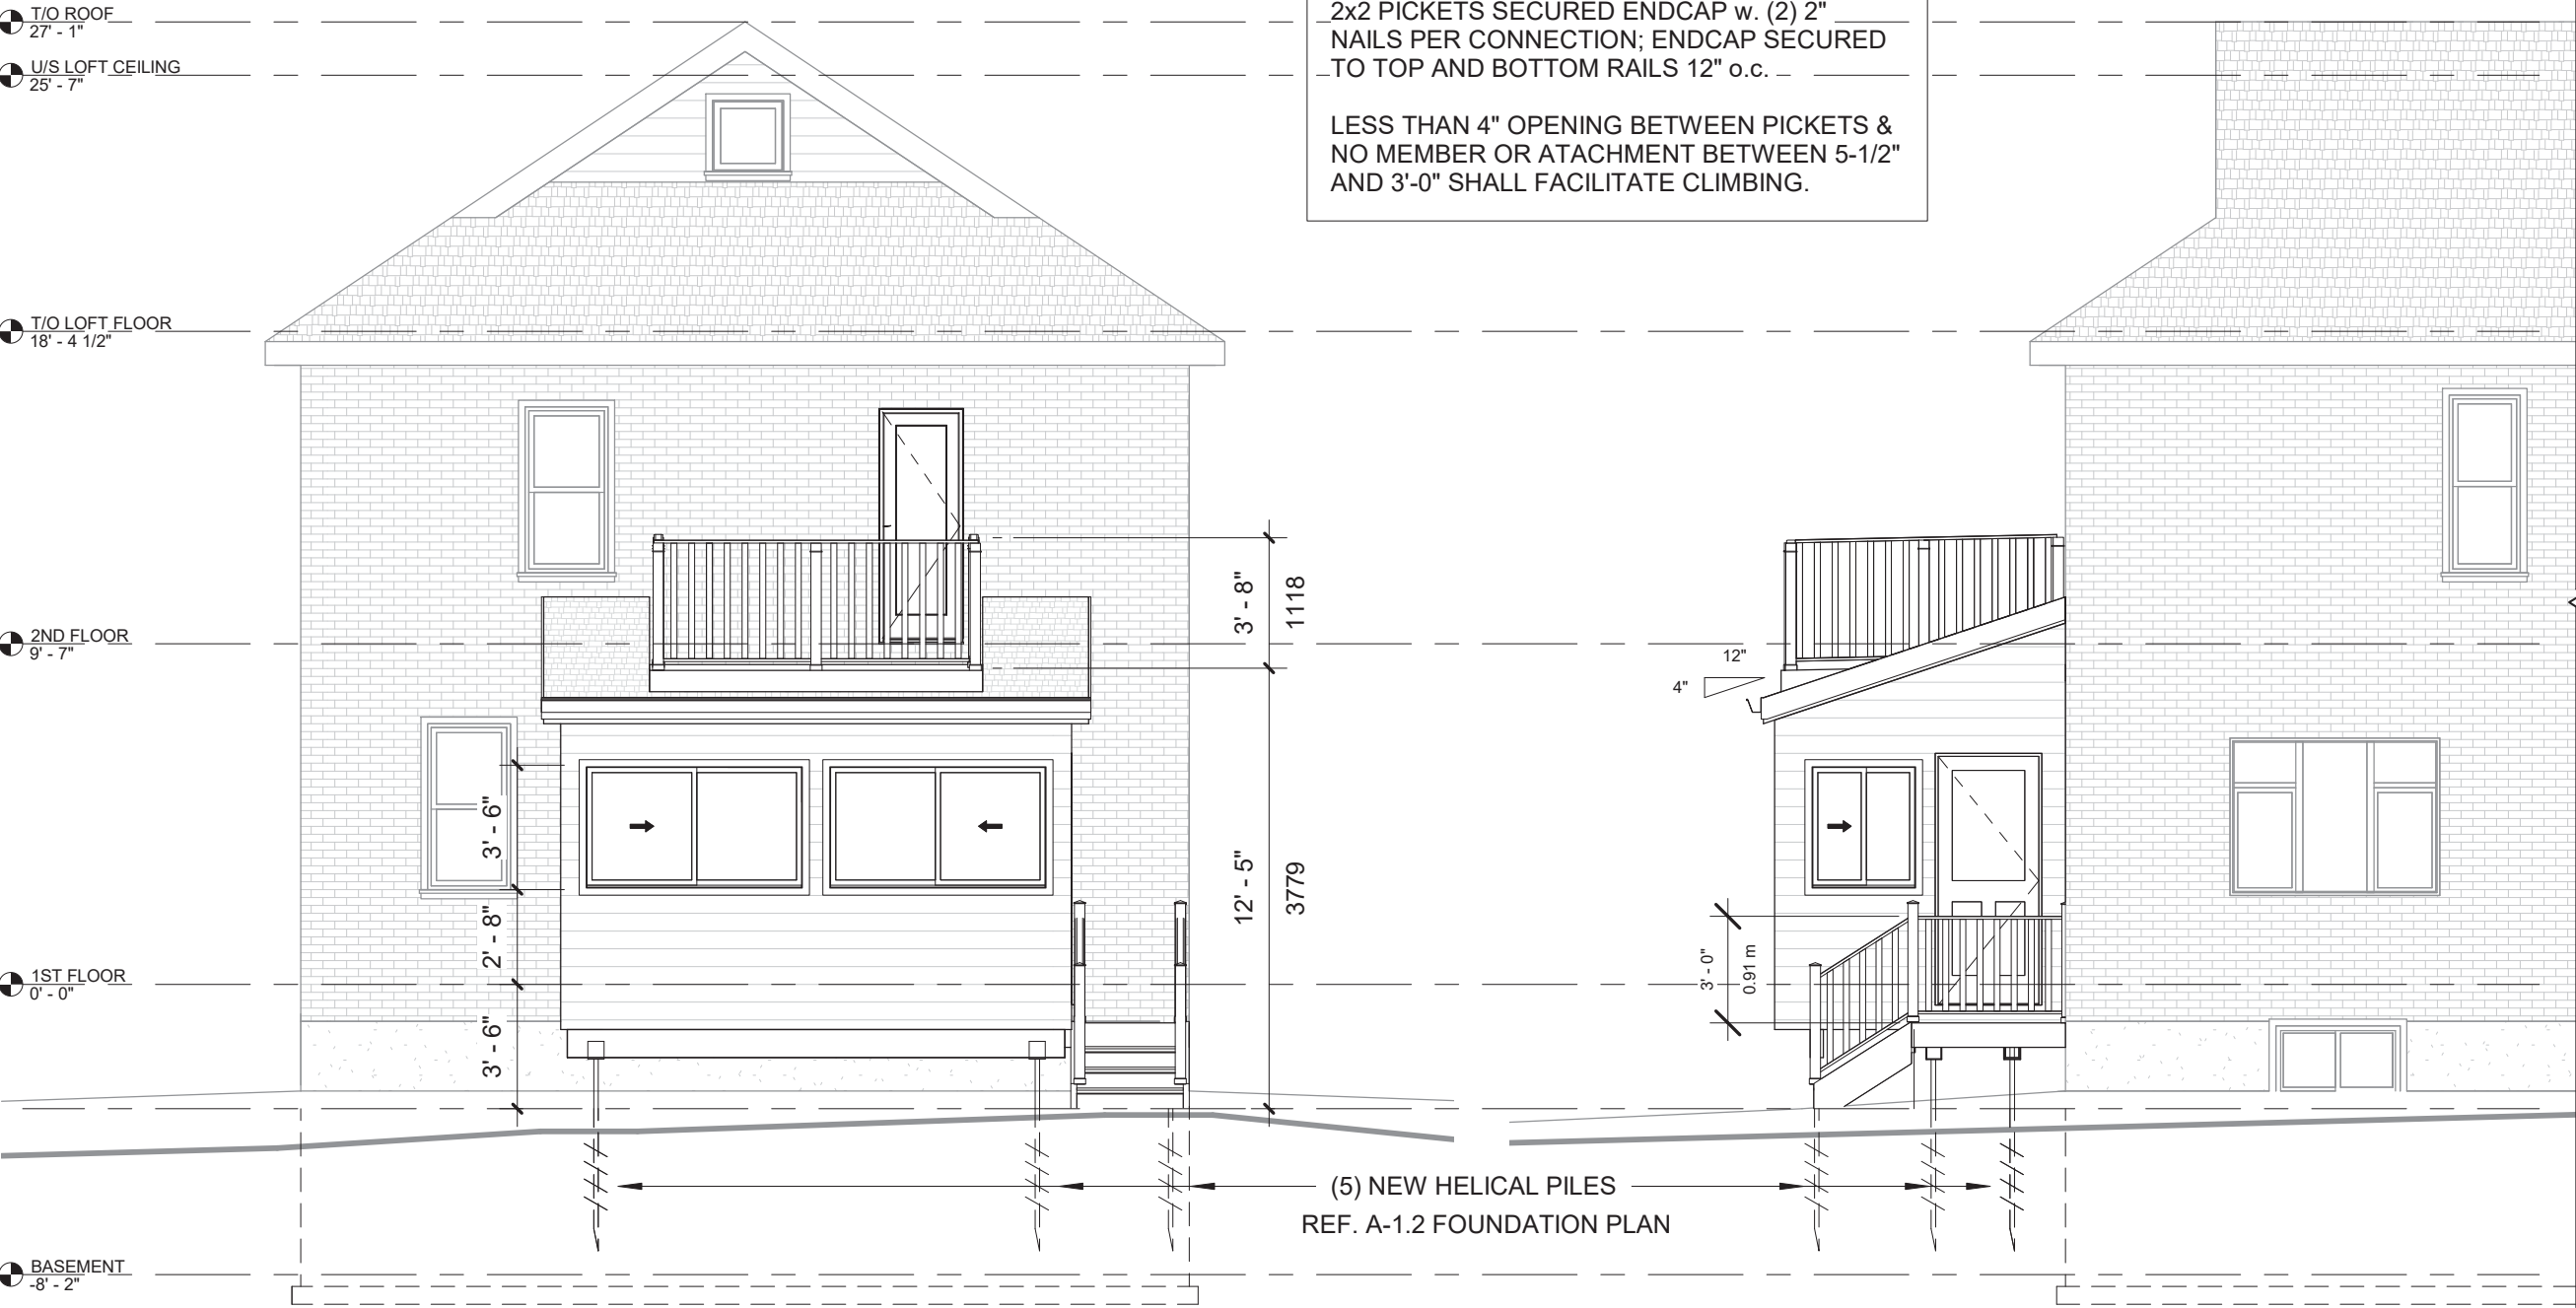 T/O ROOF
27' - 1"
U/S LOFT CEILING
25' - 7"
T/O LOFT FLOOR
18' - 4 1/2"
2ND FLOOR
9' - 7"
1ST FLOOR
0' - 0"
BASEMENT
-8' - 2"
2x2 PICKETS SECURED ENDCAP w. (2) 2"
NAILS PER CONNECTION; ENDCAP SECURED
TO TOP AND BOTTOM RAILS 12" o.c.
LESS THAN 4" OPENING BETWEEN PICKETS &
NO MEMBER OR ATACHMENT BETWEEN 5-1/2"
AND 3'-0" SHALL FACILITATE CLIMBING.
3' - 6"
2' - 8"
3' - 6"
3' - 8"
1118
12' - 5"
3779
12"
4"
3' - 0"
0.91 m
(5) NEW HELICAL PILES
REF. A-1.2 FOUNDATION PLAN